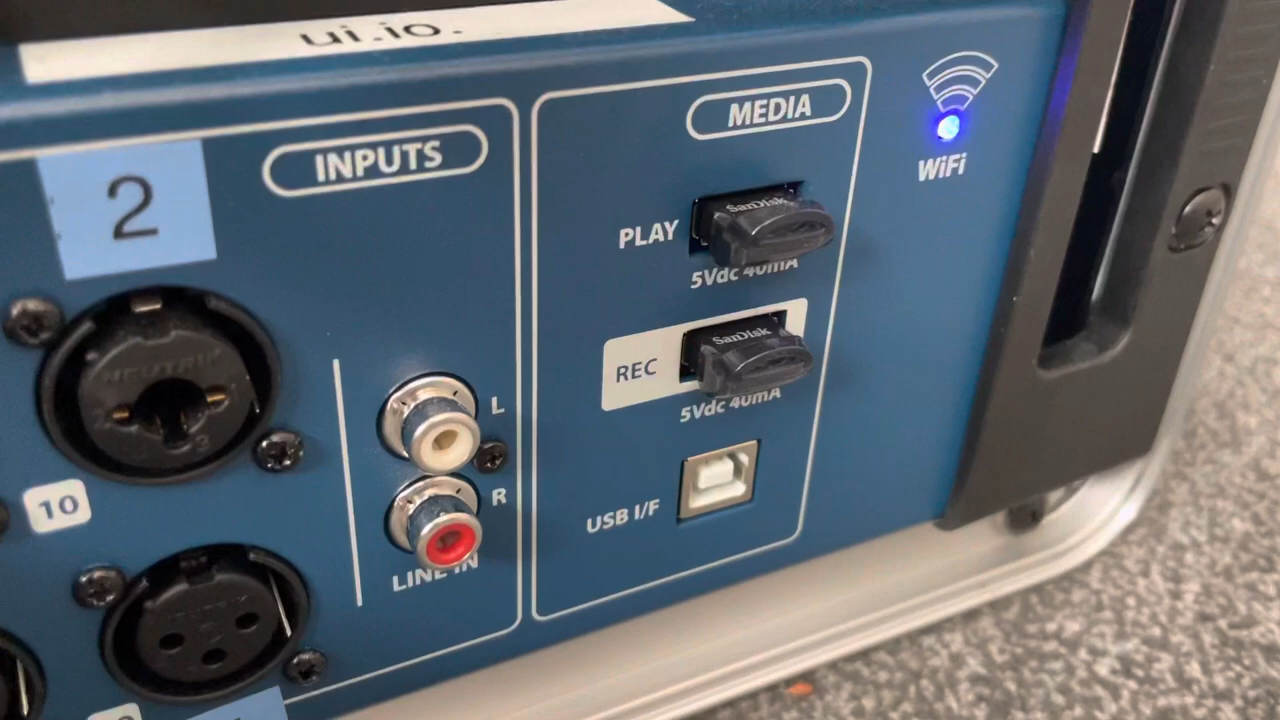 ui.io.
INPUTS
MEDIA
WiFi
2
PLAY
SanDisk
5Vdc 40mA
NEUTRIK
REC
SanDisk
5Vdc 40mA
L
R
3
10
USB I/F
LINE IN